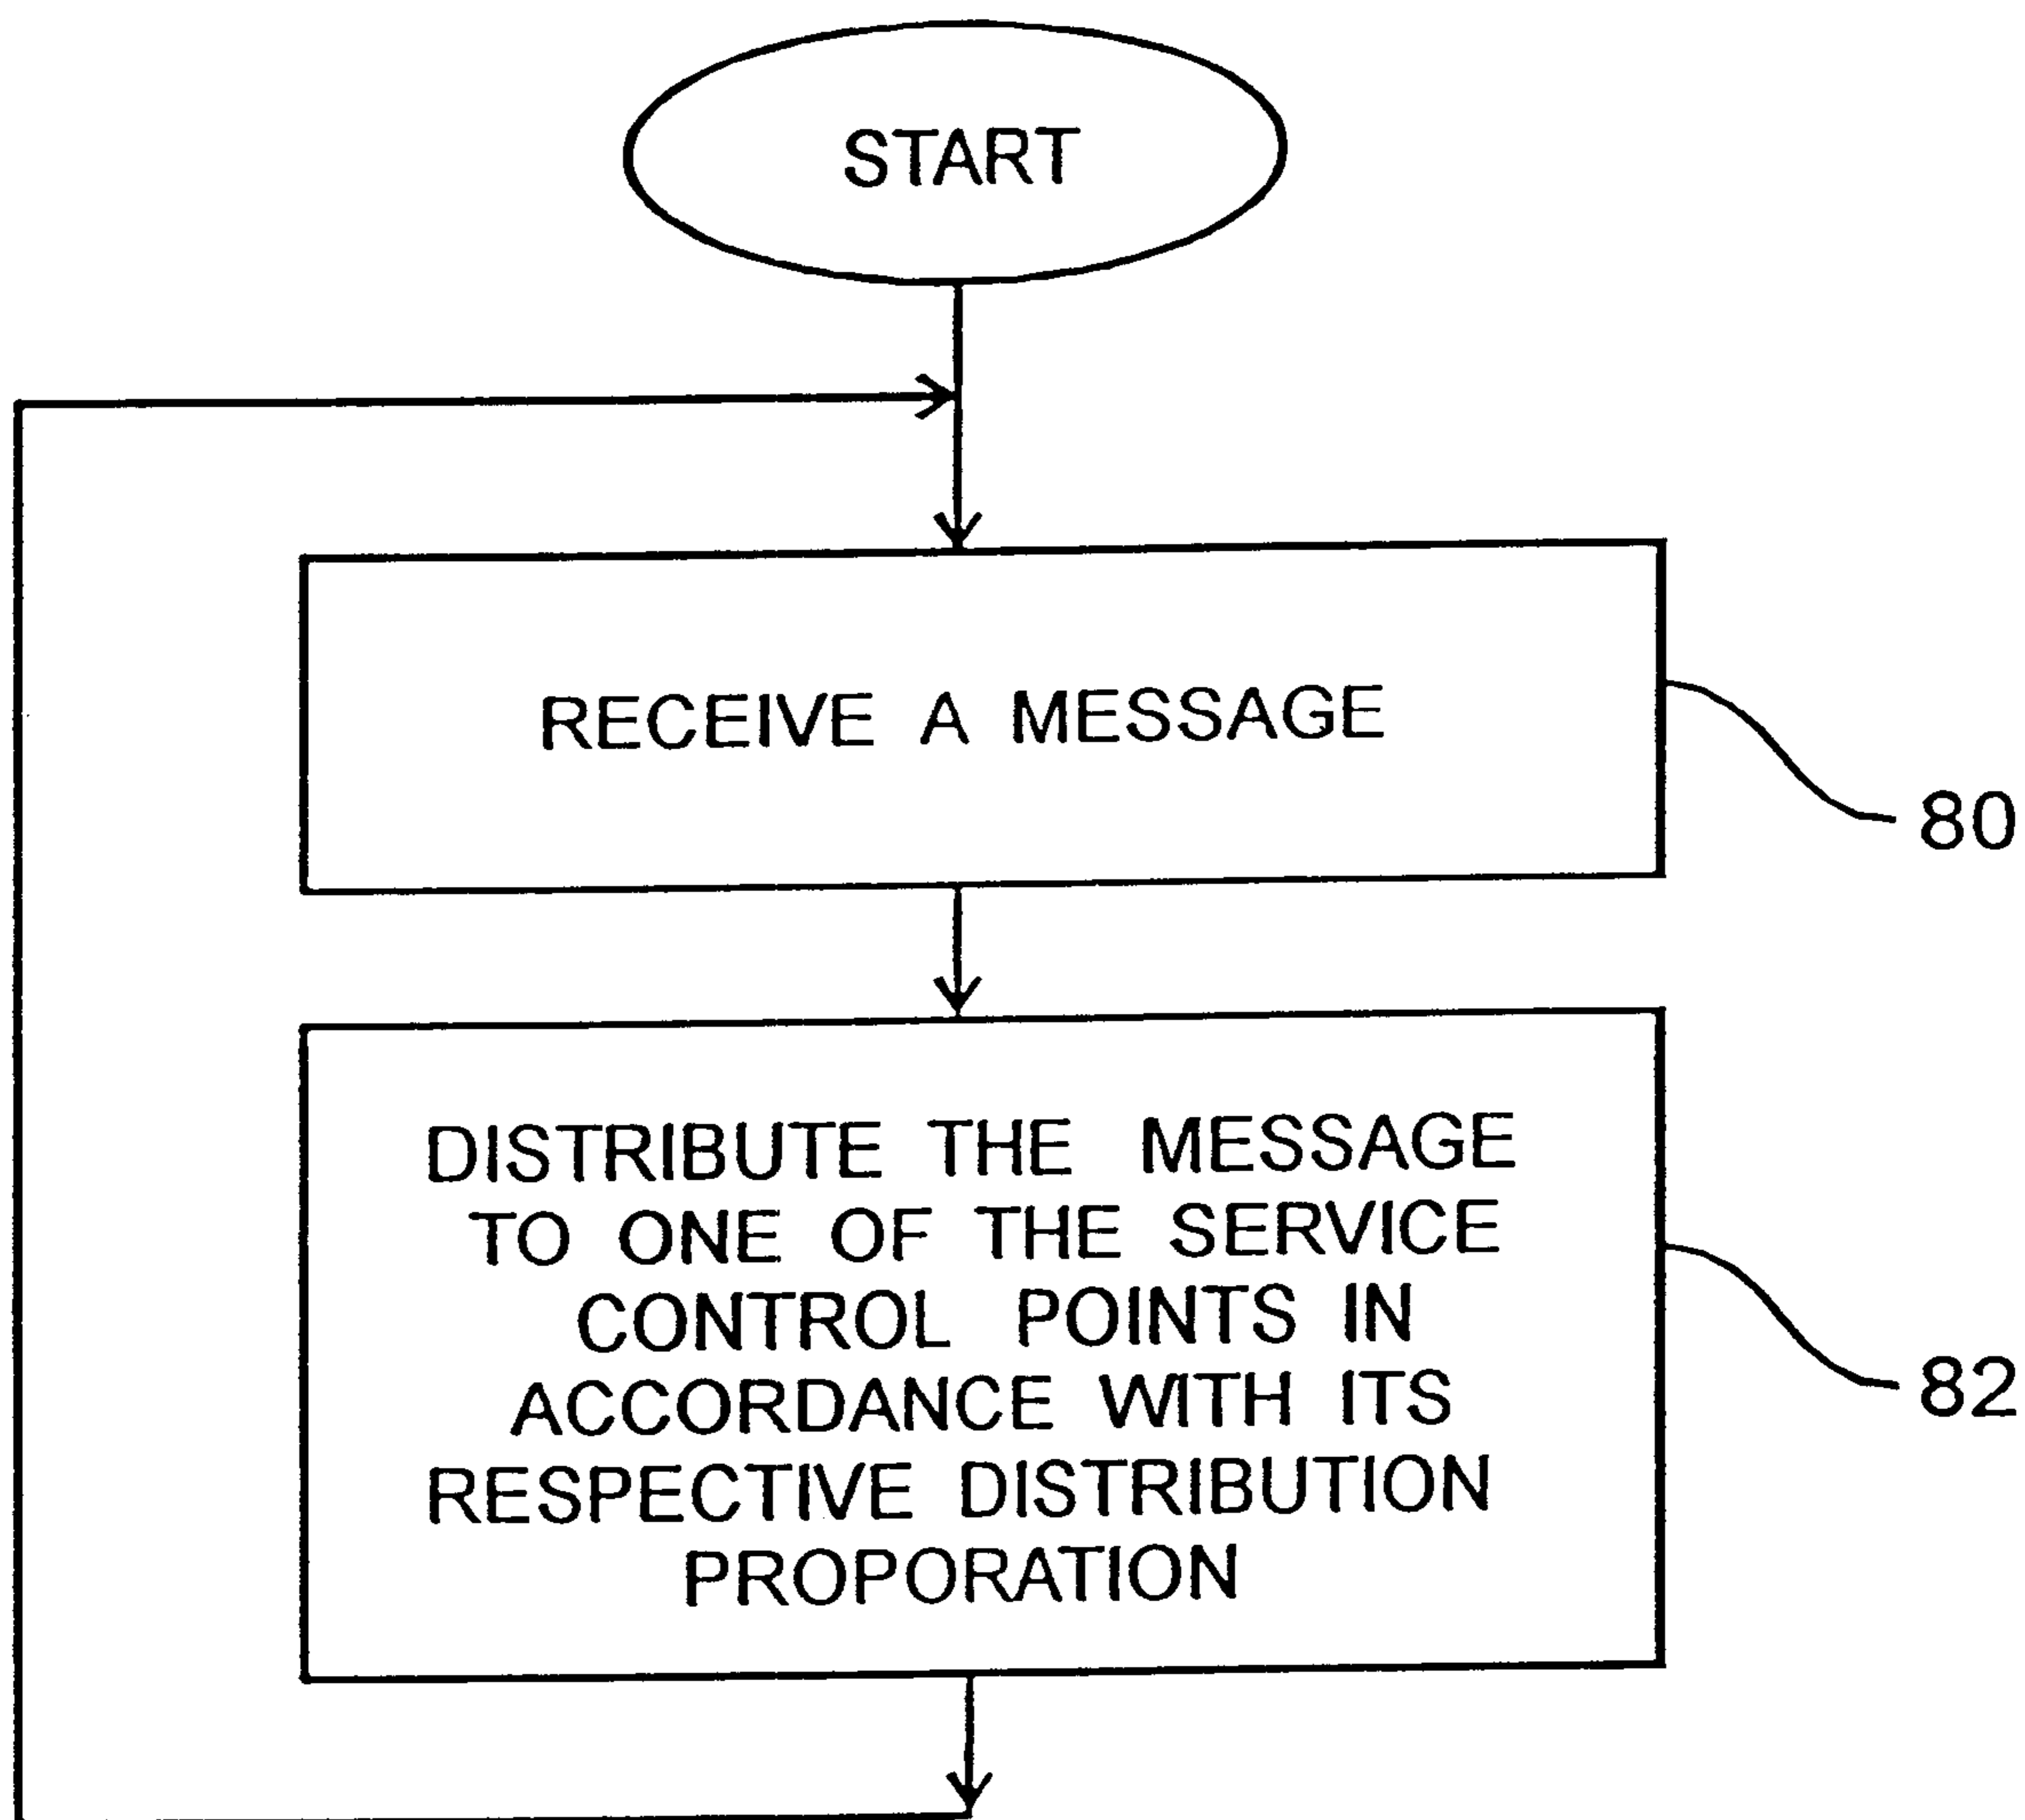 START
RECEIVE A MESSAGE
80
DISTRIBUTE THE MESSAGE
TO ONE OF THE SERVICE
CONTROL POINTS IN
ACCORDANCE WITH ITS
RESPECTIVE DISTRIBUTION
PROPORATION
82